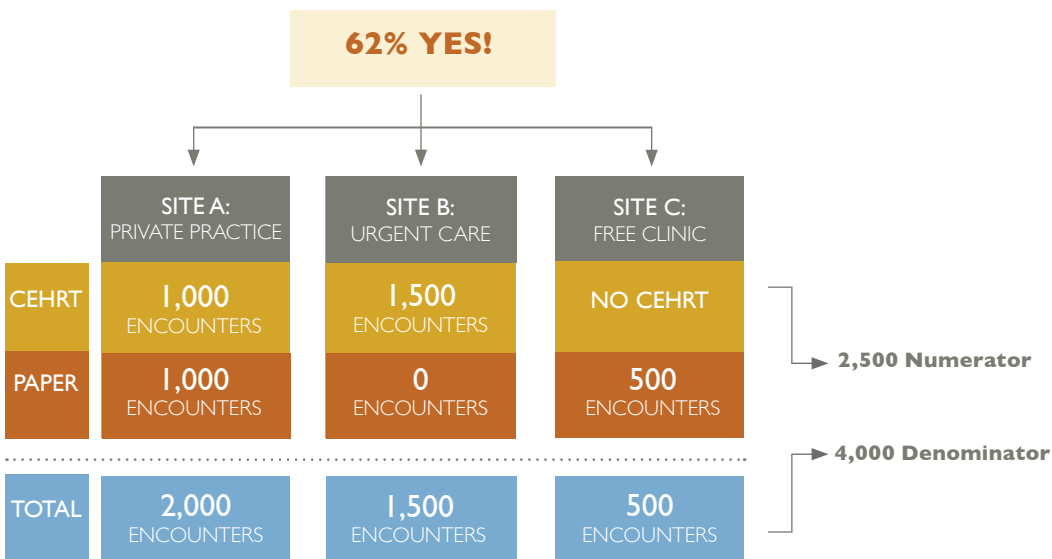 62% YES!
SITE A:
PRIVATE PRACTICE
SITE B:
URGENT CARE
SITE C:
FREE CLINIC
CEHRT
1,000
ENCOUNTERS
1,500
ENCOUNTERS
NO CEHRT
2,500 Numerator
PAPER
1,000
ENCOUNTERS
0
ENCOUNTERS
500
ENCOUNTERS
4,000 Denominator
TOTAL
2,000
ENCOUNTERS
1,500
ENCOUNTERS
500
ENCOUNTERS